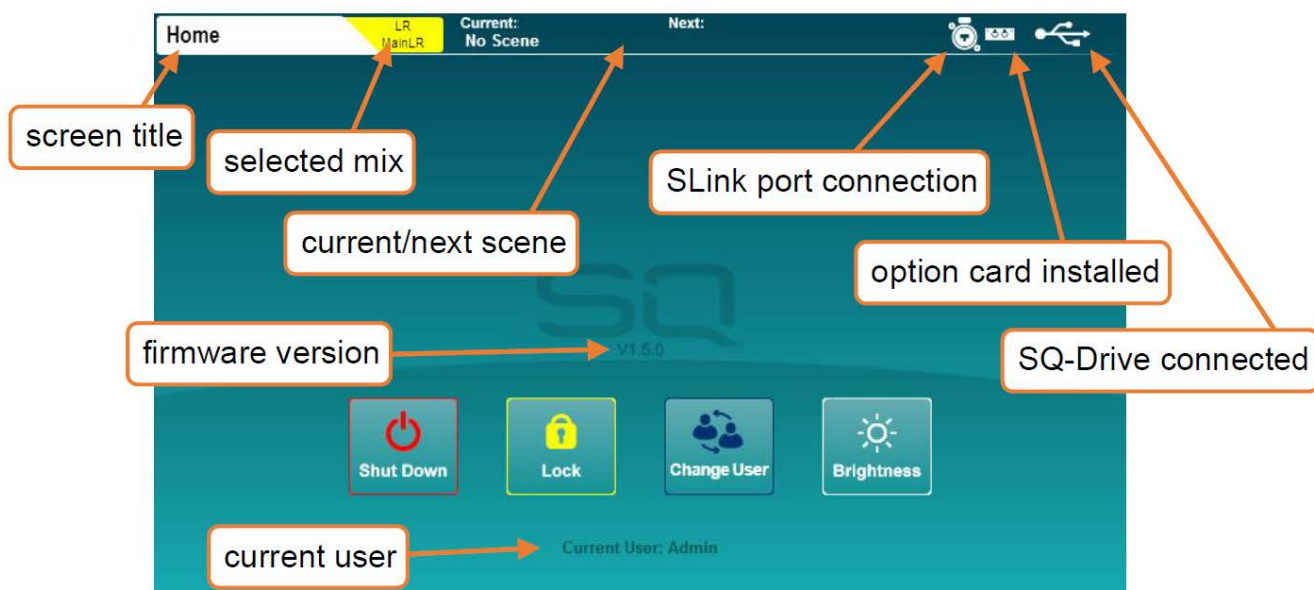 Home
LR
MainLR
Current:
No Scene
Next:
screen title
selected mix
SLink port connection
current/next scene
option card installed
SQ
firmware version
V1.5.0
SQ-Drive connected
Shut Down
Lock
Change User
Brightness
current user
Current User: Admin